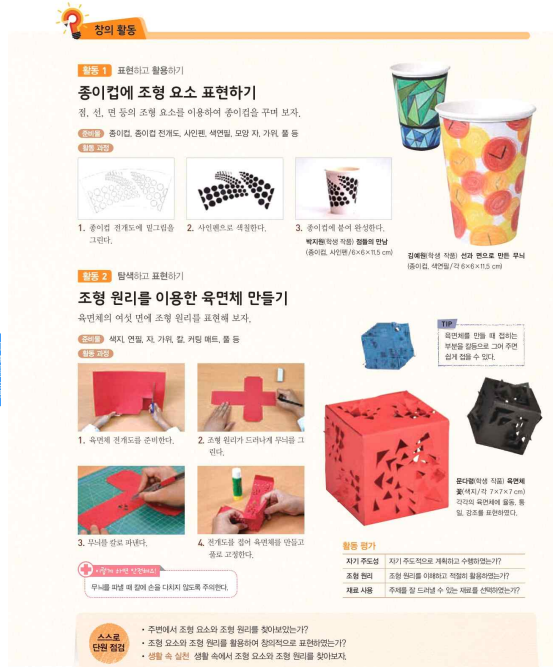 창의 활동
활동 1 표현하고 활용하기
종이컵에 조형 요소 표현하기
점, 선, 면 등의 조형 요소를 이용하여 종이컵을 꾸며 보자.
준비물 종이컵, 종이컵 전개도, 사인펜, 색연필, 모양 자, 가위, 풀 등
활동 과정
1. 종이컵 전개도에 밑그림을
그린다.
2. 사인펜으로 색칠한다.
3. 종이컵에 붙여 완성한다.
박지원(학생 작품) 점들의 만남
(종이컵, 사인펜/6×6×11.5 cm)
김예원(학생 작품) 선과 면으로 만든 무늬
(종이컵, 색연필/각 6×6×11.5 cm)
활동 2 탐색하고 표현하기
조형 원리를 이용한 육면체 만들기
육면체의 여섯 면에 조형 원리를 표현해 보자.
준비물 색지, 연필, 자, 가위, 칼, 커팅 매트, 풀 등
활동 과정
1. 육면체 전개도를 준비한다.
2. 조형 원리가 드러나게 무늬를 그
린다.
3. 무늬를 칼로 파낸다.
4. 전개도를 접어 육면체를 만들고
풀로 고정한다.
이렇게 하면 안전해요!
무늬를 파낼 때 칼에 손을 다치지 않도록 주의한다.
TIP
육면체를 만들 때 접히는
부분을 칼등으로 그어 주면
쉽게 접을 수 있다.
문다령(학생 작품) 육면체
꽃(색지/각 7×7×7 cm)
각각의 육면체에 율동, 통
일, 강조를 표현하였다.
활동 평가
자기 주도성 자기 주도적으로 계획하고 수행하였는가?
조형 원리 조형 원리를 이해하고 적절히 활용하였는가?
재료 사용 주제를 잘 드러낼 수 있는 재료를 선택하였는가?
스스로
단원 점검
• 주변에서 조형 요소와 조형 원리를 찾아보았는가?
• 조형 요소와 조형 원리를 활용하여 창의적으로 표현하였는가?
• 생활 속 실천 생활 속에서 조형 요소와 조형 원리를 찾아보자.